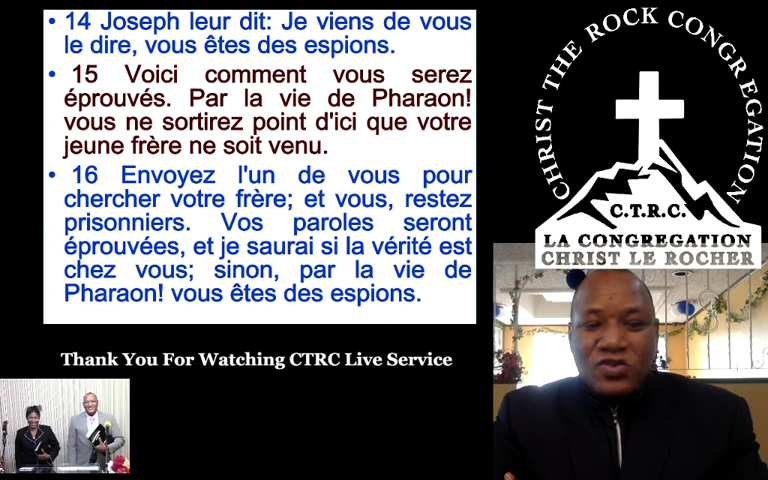 • 14 Joseph leur dit: Je viens de vous
le dire, vous êtes des espions.
• 15 Voici comment vous serez
éprouvés. Par la vie de Pharaon!
vous ne sortirez point d'ici que votre
jeune frère ne soit venu.
• 16 Envoyez l'un de vous pour
chercher votre frère; et vous, restez
prisonniers. Vos paroles seront
éprouvées, et je saurai si la vérité est
chez vous; sinon, par la vie de
Pharaon! vous êtes des espions.
CHRIST THE ROCK CONGREGATION
C.T.R.C.
LA CONGREGATION
CHRIST LE ROCHER
Thank You For Watching CTRC Live Service